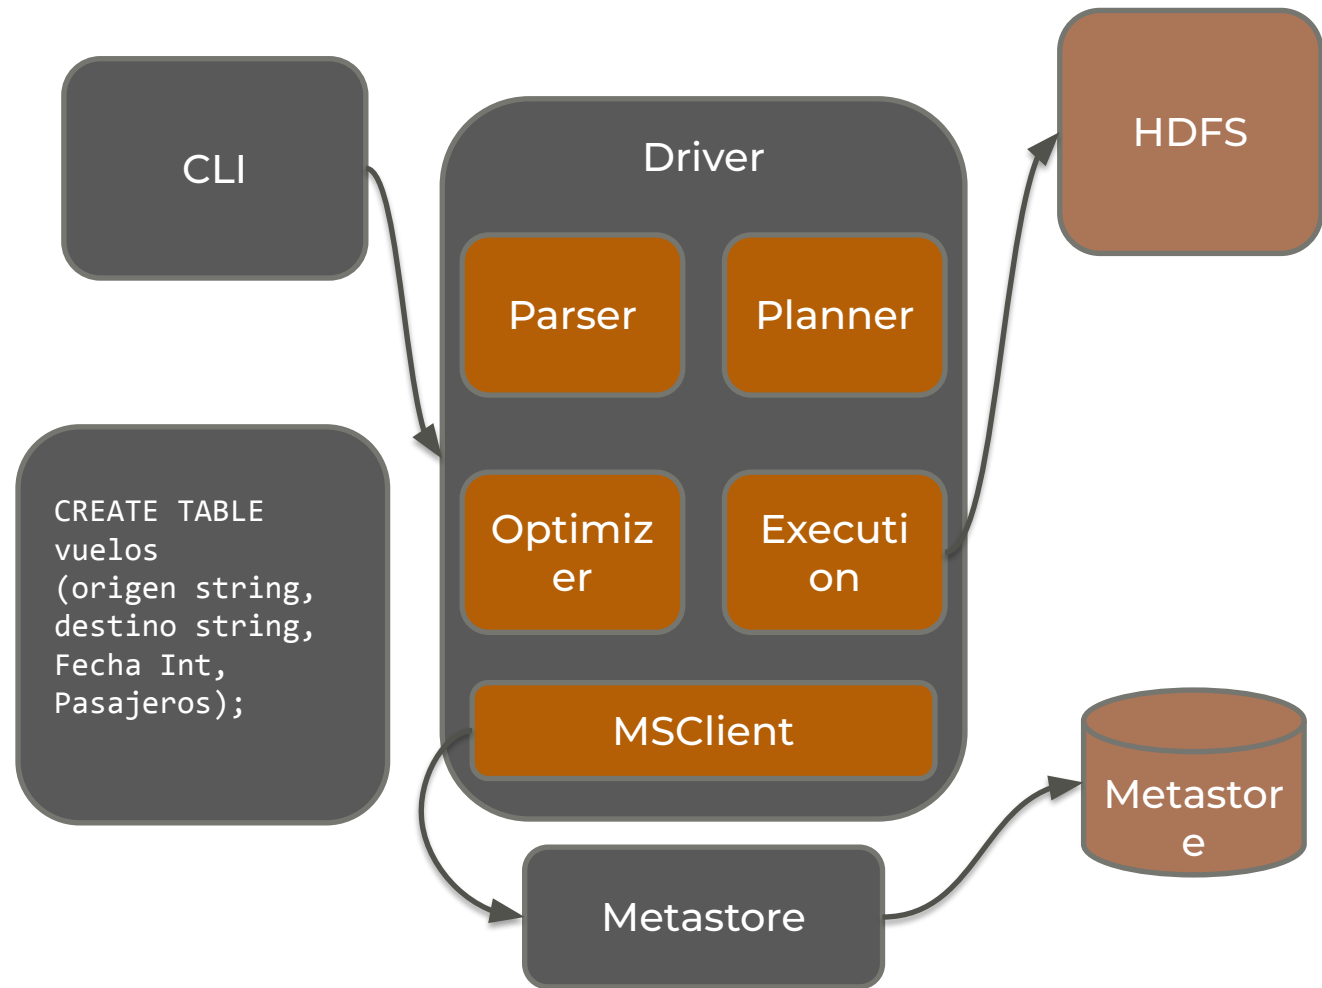 CLI
Driver
HDFS
Parser
Planner
Optimiz
er
Executi
on
MSClient
CREATE TABLE
vuelos
(origen string,
destino string,
Fecha Int,
Pasajeros);
Metastore
Metastor
e